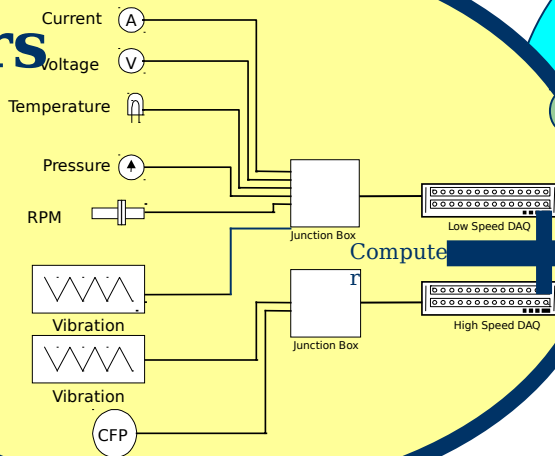 Current
A
rs
Voltage
V
Temperature
Pressure
RPM
Junction Box
Low Speed DAQ
Compute
r
Vibration
High Speed DAQ
Junction Box
Vibration
CFP